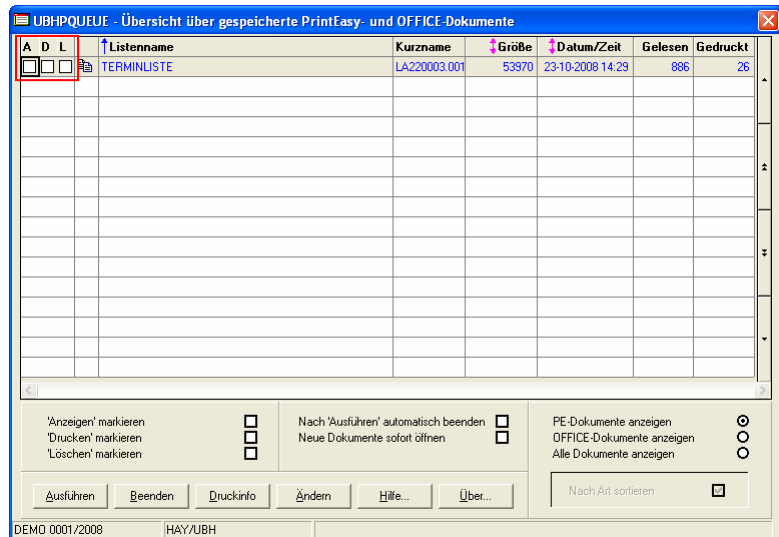 UBHPQUEUE - Übersicht über gespeicherte PrintEasy- und OFFICE-Dokumente
A D L Listenname Kurzname Größe Datum/Zeit Gelesen Gedruckt
TERMINLISTE LA220003.001 53970 23-10-2008 14:29 886 26
'Anzeigen' markieren Nach 'Ausführen' automatisch beenden PE-Dokumente anzeigen
'Drucken' markieren Neue Dokumente sofort öffnen OFFICE-Dokumente anzeigen
'Löschen' markieren Alle Dokumente anzeigen
Ausführen Beenden Druckinfo Ändern Hilfe... Über... Nach Art sortieren
DEMO 0001/2008 HAY/UBH